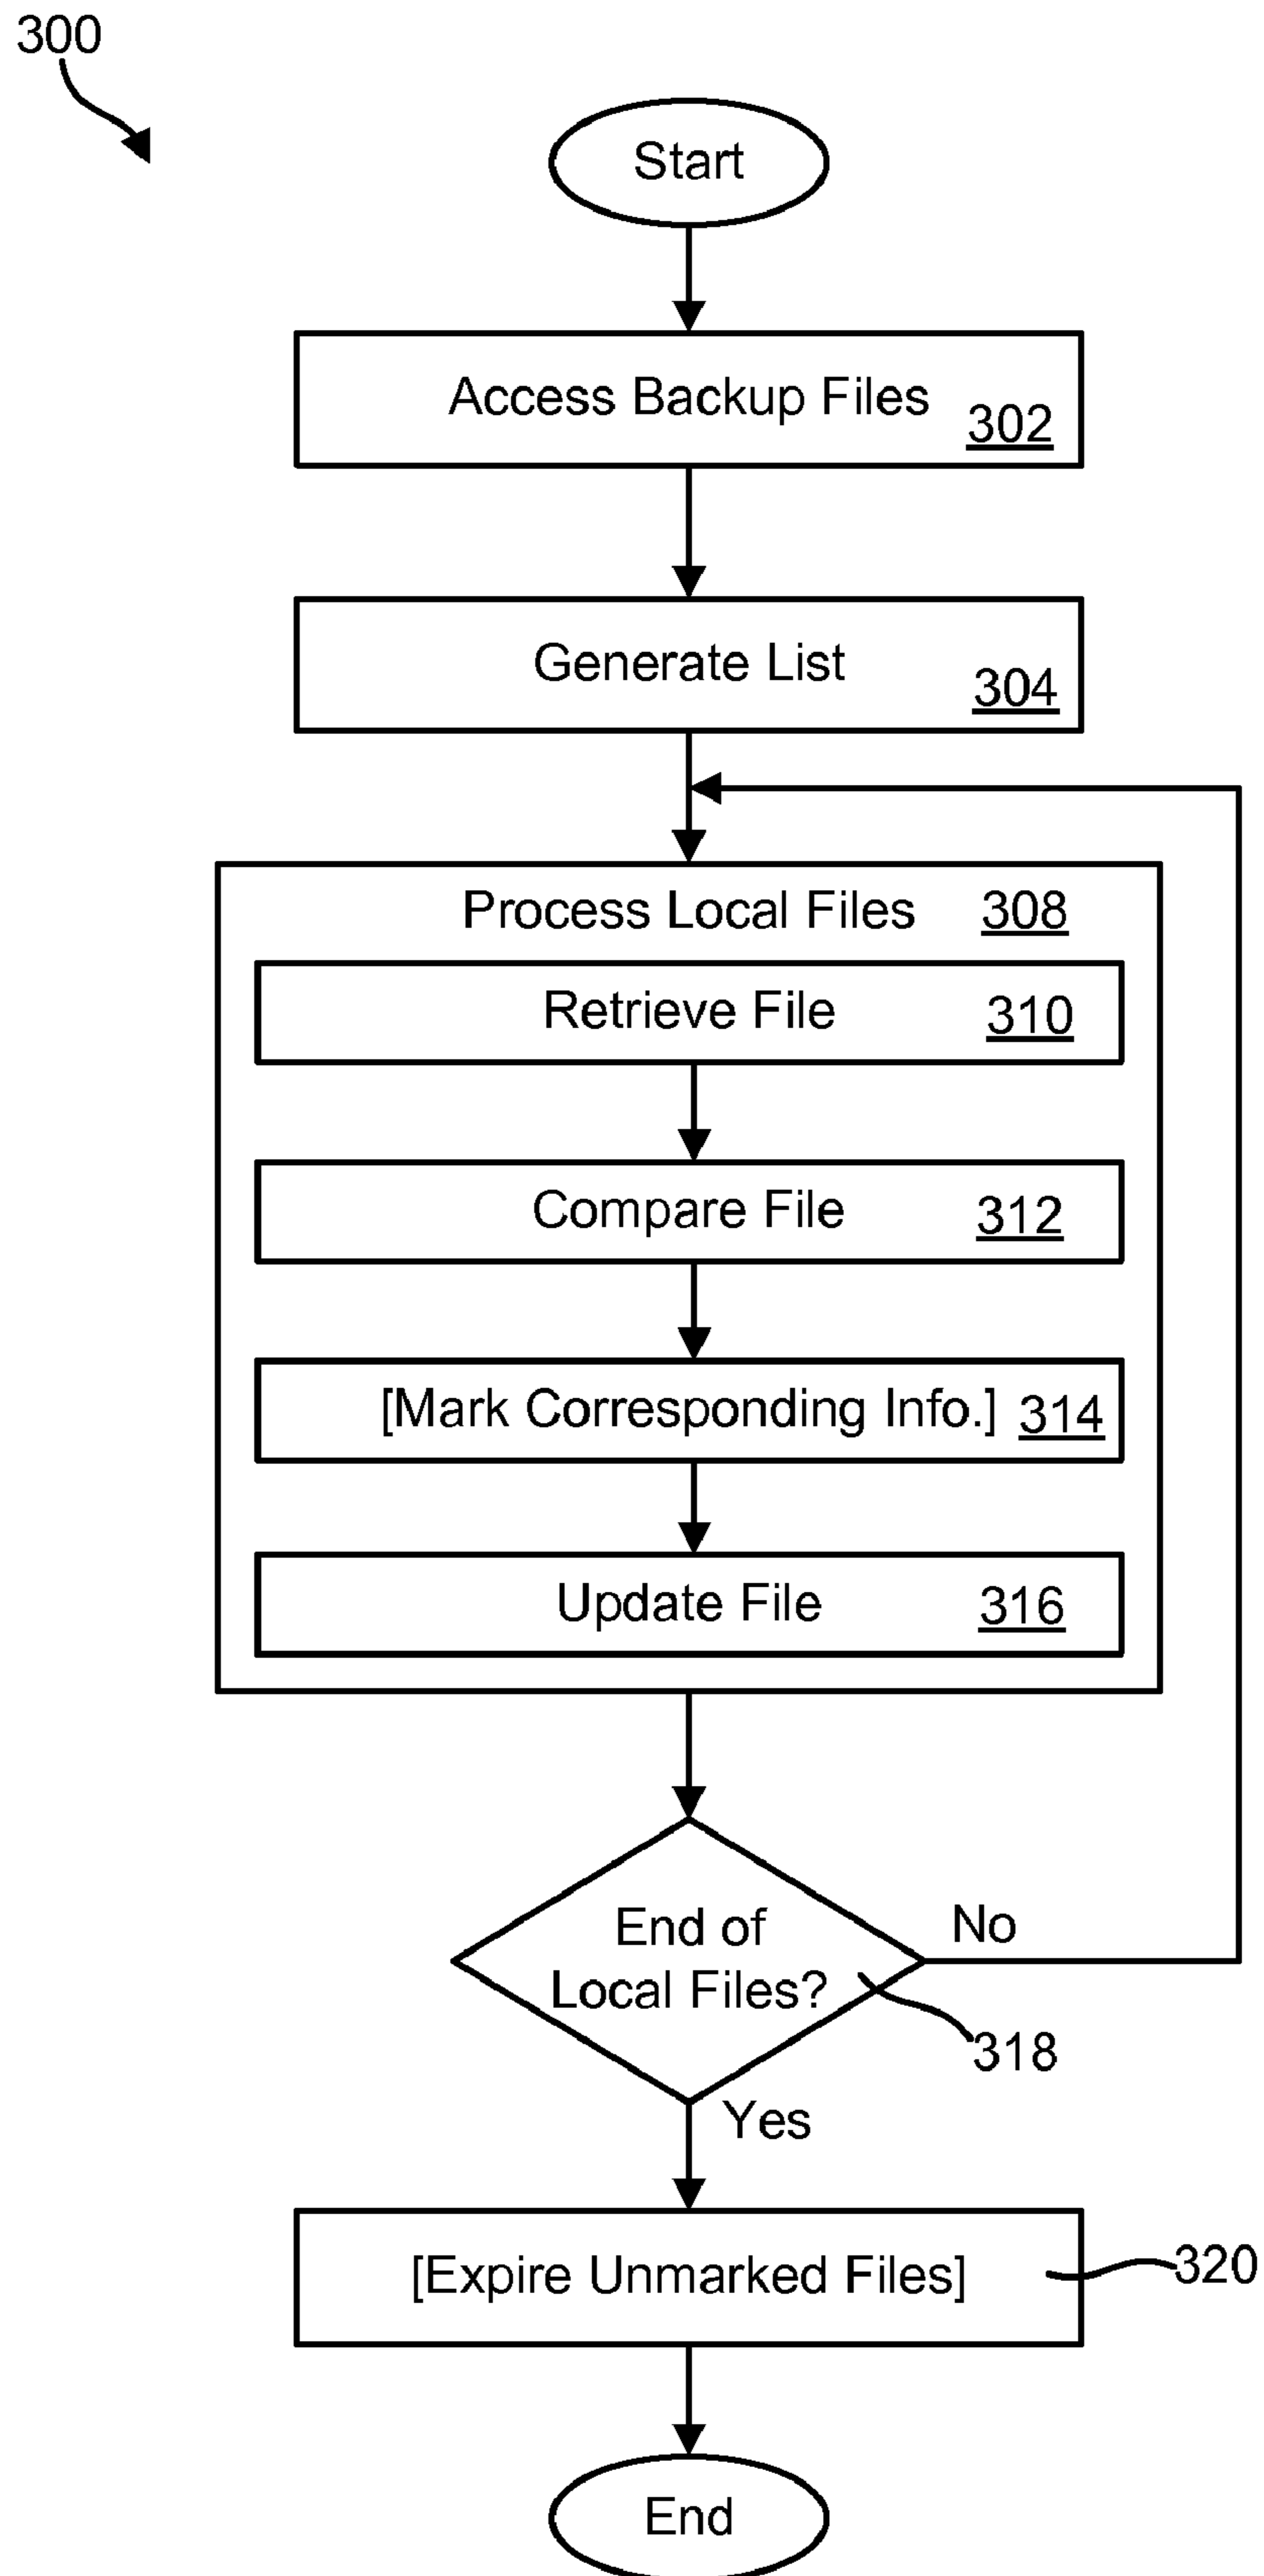 300
Start
Access Backup Files 302
Generate List 304
Process Local Files 308
Retrieve File 310
Compare File 312
[Mark Corresponding Info.] 314
Update File 316
End of
Local Files?
No
318
Yes
[Expire Unmarked Files]
320
End